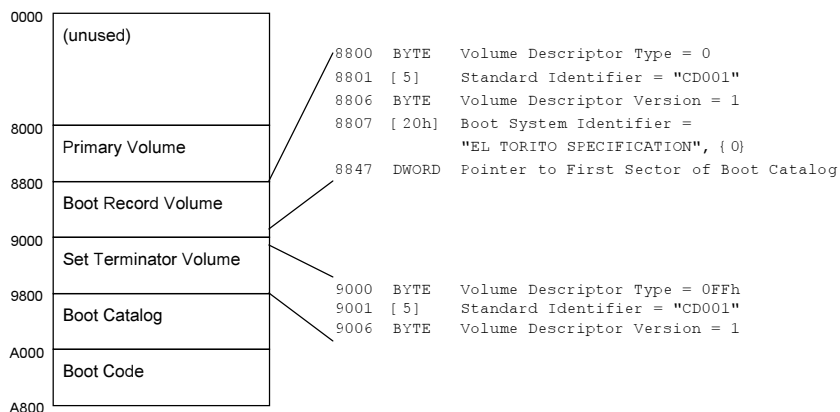 0000
(unused)
8000
Primary Volume
8800
Boot Record Volume
9000
Set Terminator Volume
9800
Boot Catalog
A000
Boot Code
A800
8800 BYTE Volume Descriptor Type = 0
8801 [5] Standard Identifier = "CD001"
8806 BYTE Volume Descriptor Version = 1
8807 [20h] Boot System Identifier =
"EL TORITO SPECIFICATION", {0}
8847 DWORD Pointer to First Sector of Boot Catalog
9000 BYTE Volume Descriptor Type = 0FFh
9001 [5] Standard Identifier = "CD001"
9006 BYTE Volume Descriptor Version = 1